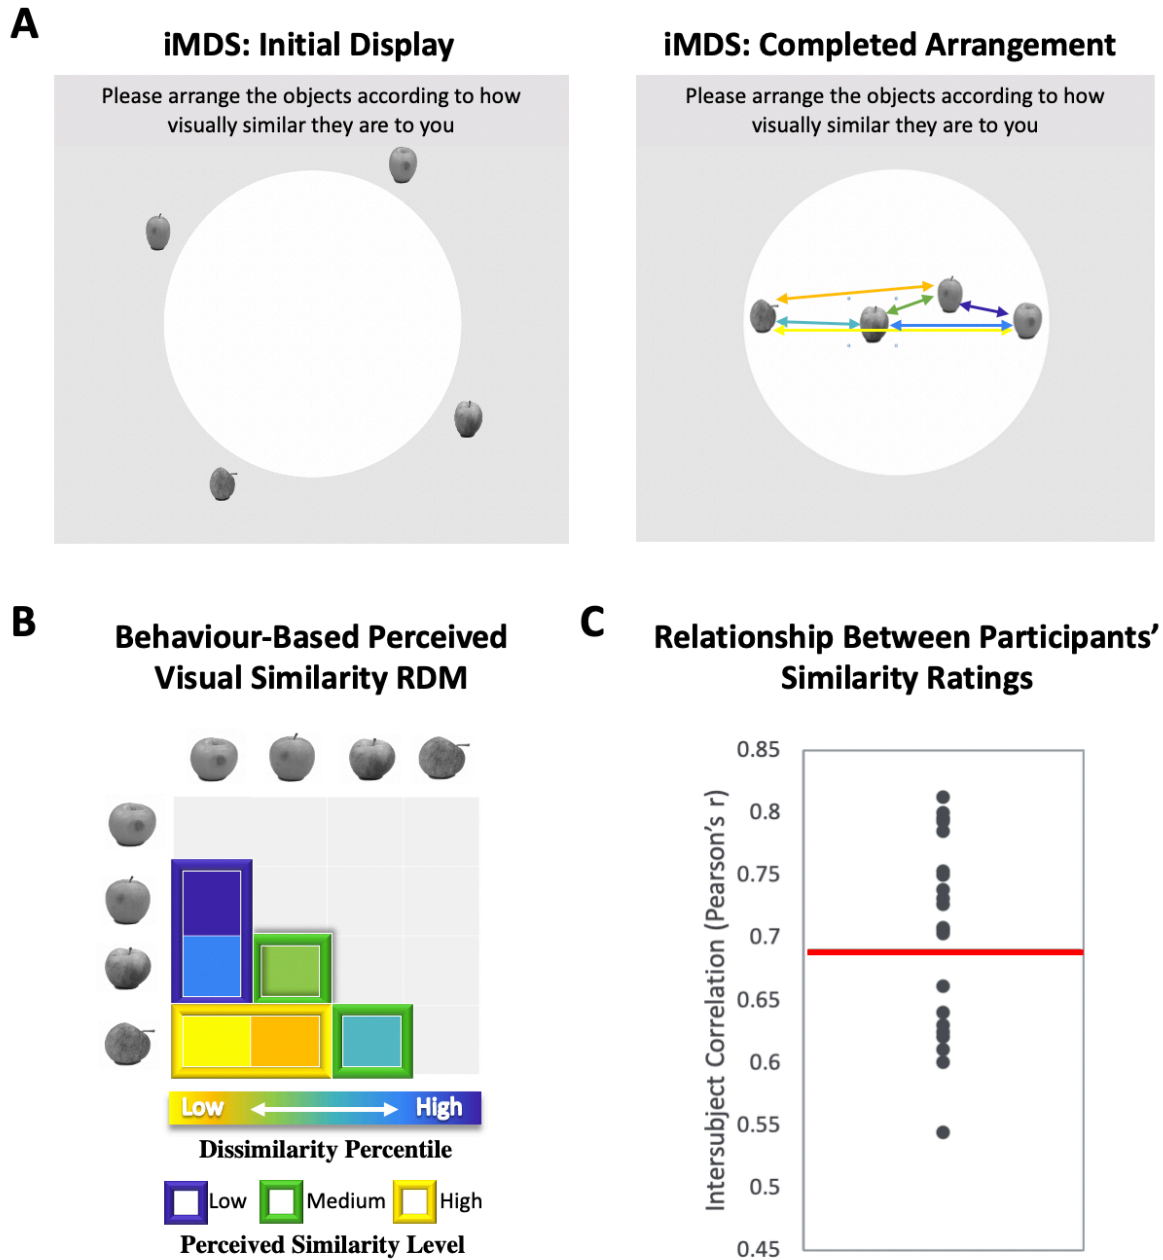 A
iMDS: Initial Display
Please arrange the objects according to how
visually similar they are to you
iMDS: Completed Arrangement
Please arrange the objects according to how
visually similar they are to you
B
Behaviour-Based Perceived
Visual Similarity RDM
Low
High
Dissimilarity Percentile
Low
Medium
High
Perceived Similarity Level
C
Relationship Between Participants’
Similarity Ratings
Intersubject Correlation (Pearson’s r)
0.85
0.8
0.75
0.7
0.65
0.6
0.55
0.5
0.45